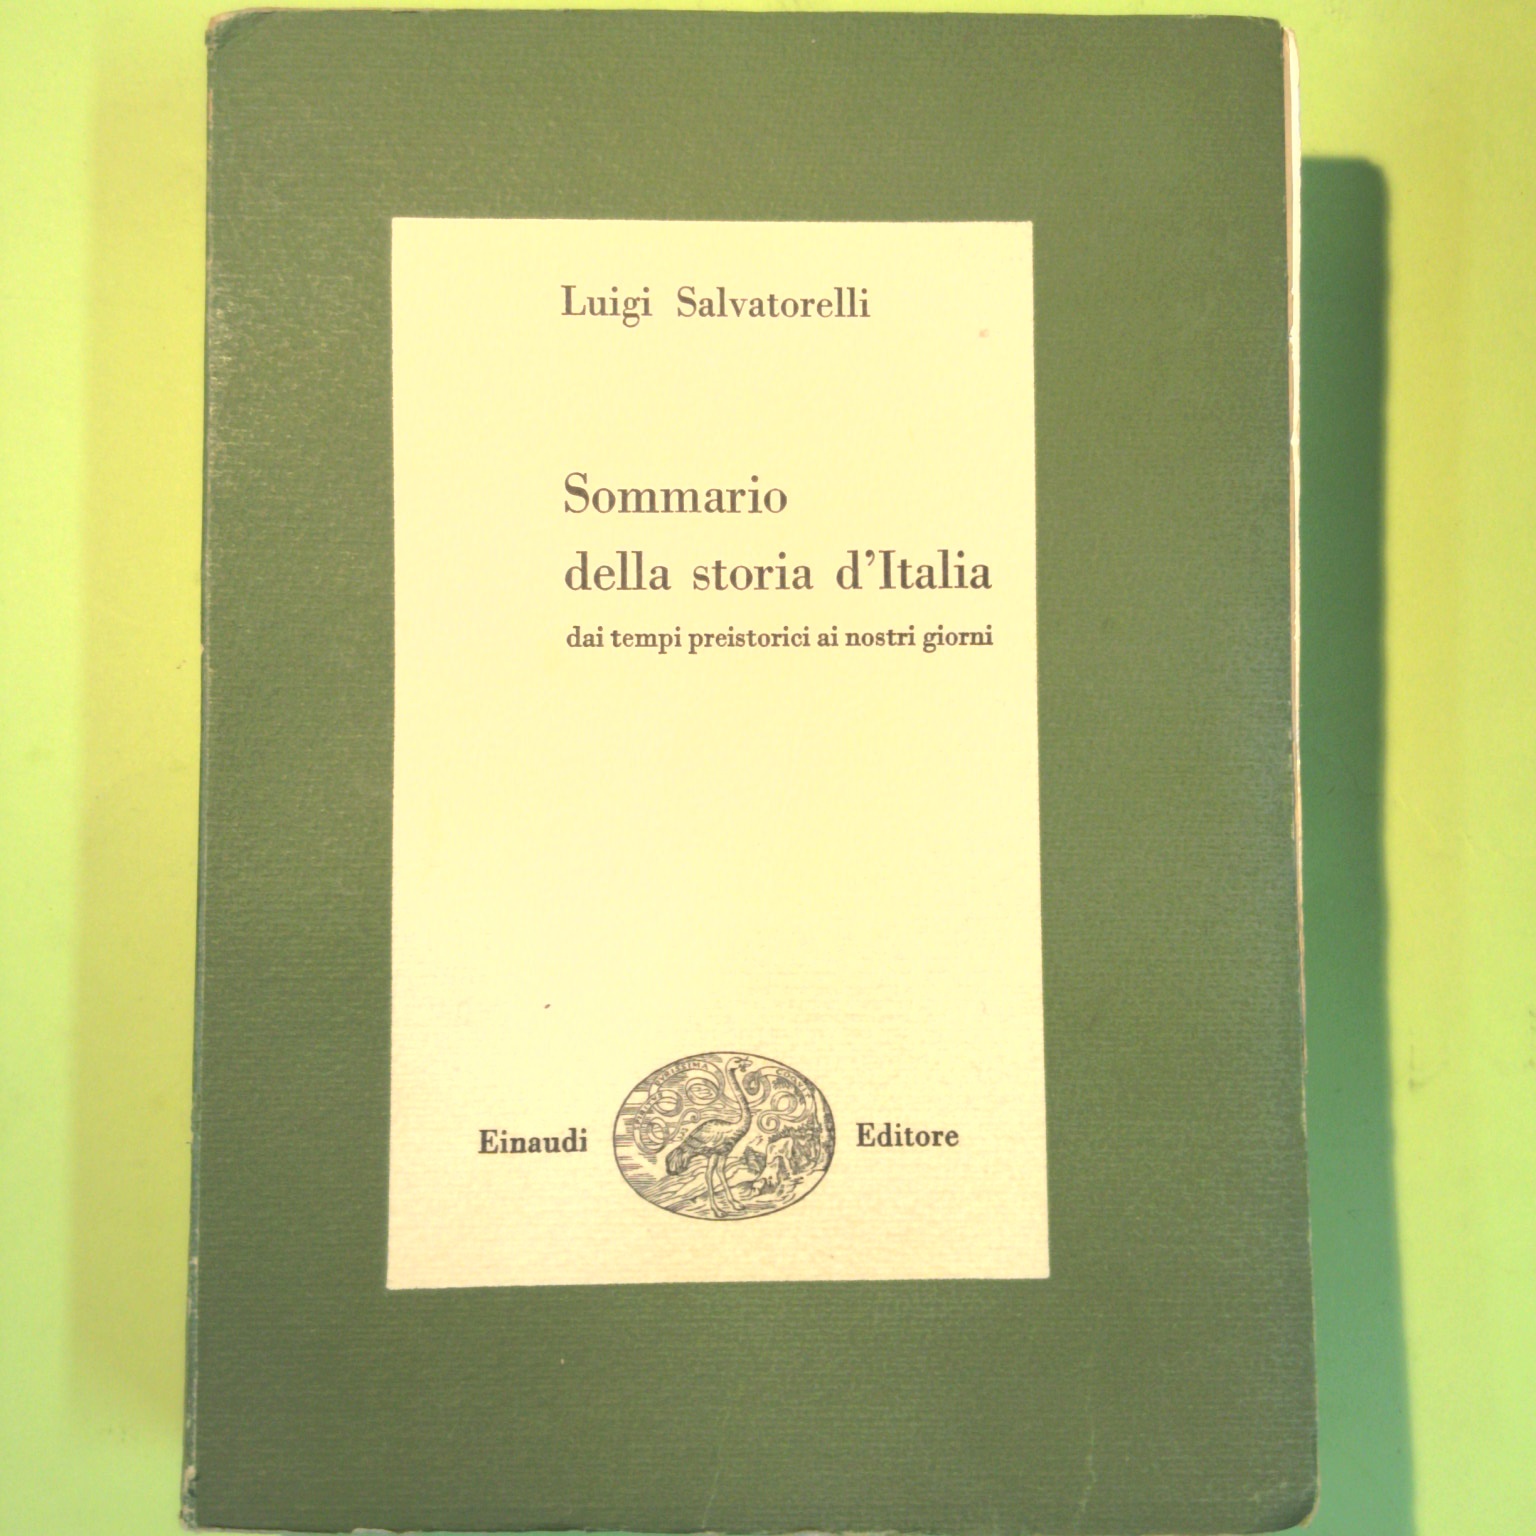 Luigi Salvatorelli
Sommario
della storia d'Italia
dai tempi preistorici ai nostri giorni
Einaudi Editore